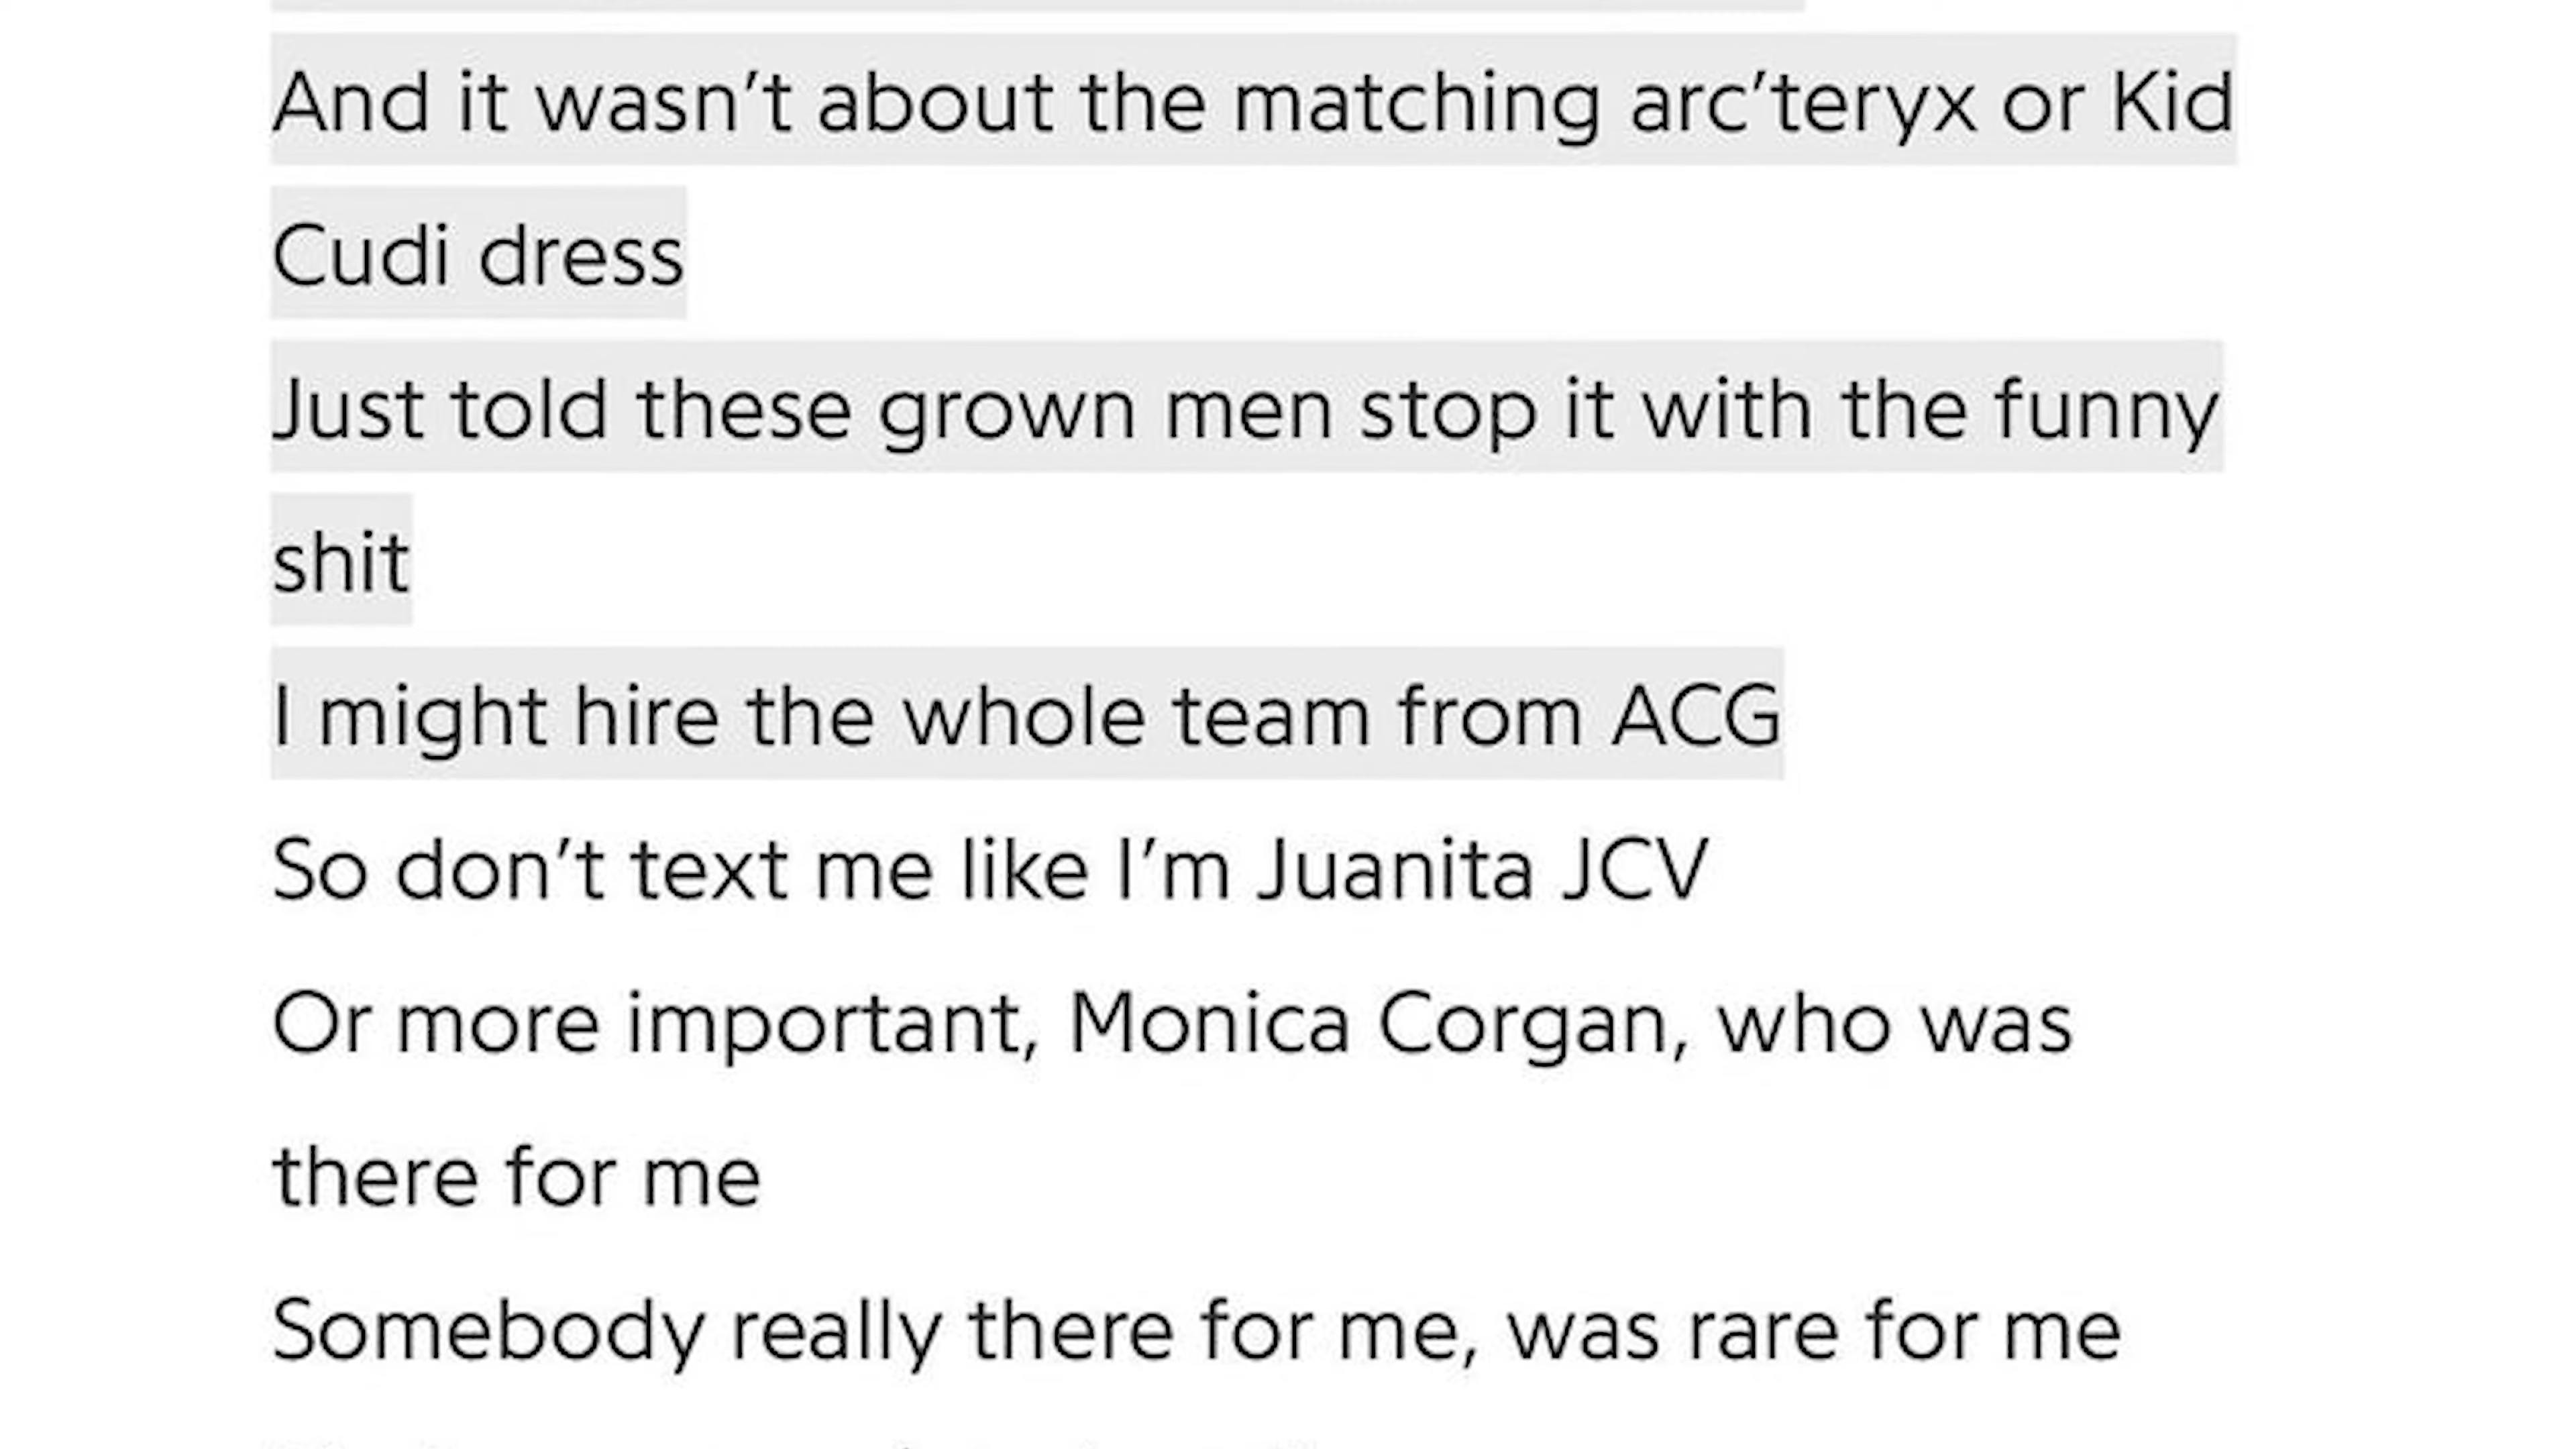 And it wasn’t about the matching arc’teryx or Kid
Cudi dress
Just told these grown men stop it with the funny
shit
I might hire the whole team from ACG
So don’t text me like I’m Juanita JCV
Or more important, Monica Corgan, who was
there for me
Somebody really there for me, was rare for me